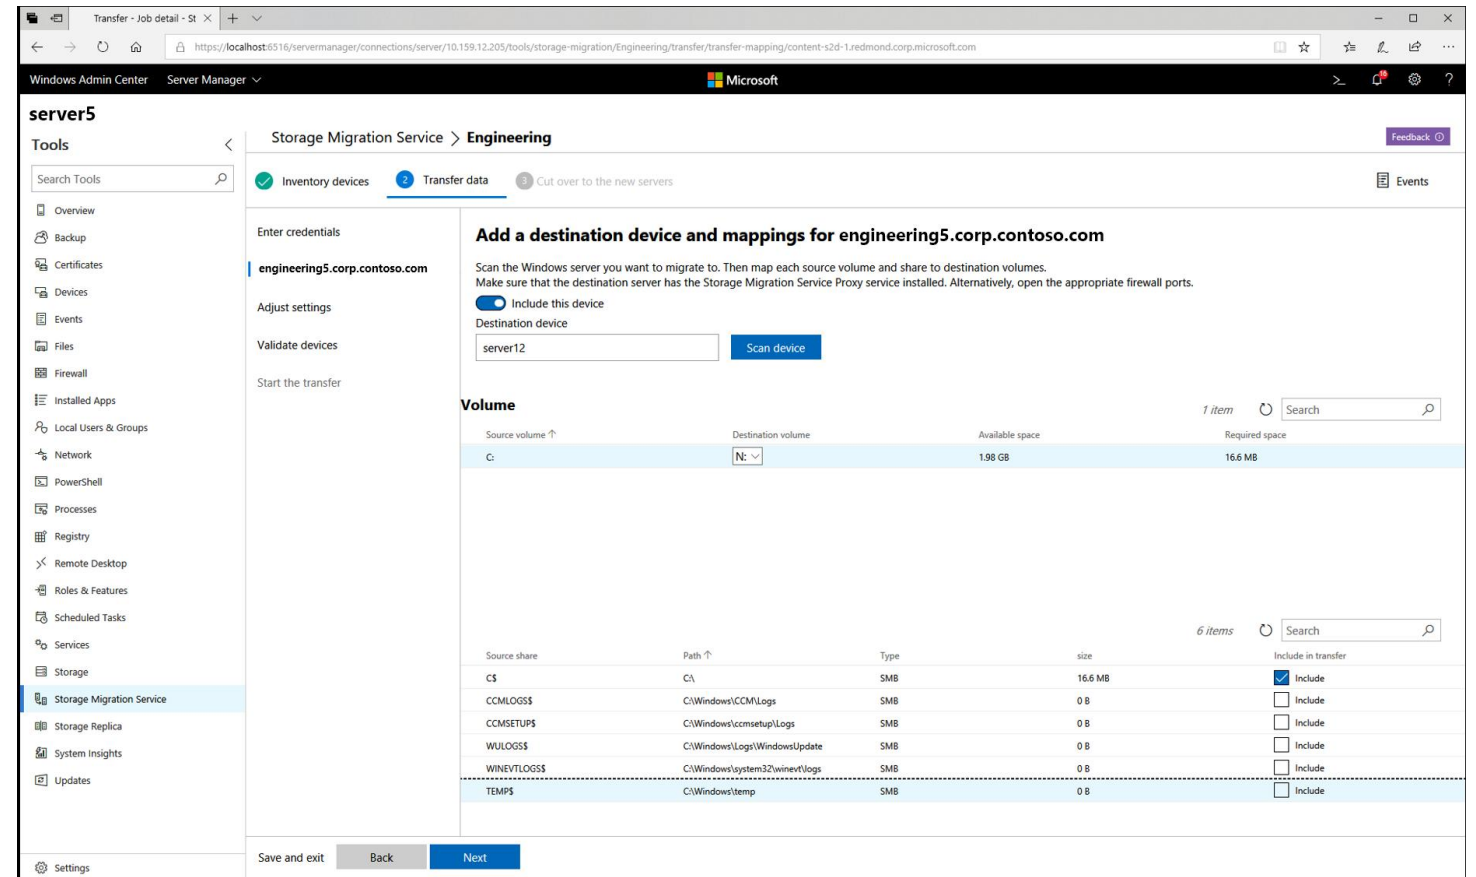 Transfer - Job detail - St
https://localhost:6516/servermanager/connections/server/10.159.12.205/tools/storage-migration/Engineering/transfer/transfer-mapping/content-s2d-1.redmond.corp.microsoft.com
Windows Admin Center Server Manager Microsoft 16 ?
server5
Tools
Search Tools
Overview
Backup
Certificates
Devices
Events
Files
Firewall
Installed Apps
Local Users & Groups
Network
PowerShell
Processes
Registry
Remote Desktop
Roles & Features
Scheduled Tasks
Services
Storage
Storage Migration Service
Storage Replica
System Insights
Updates
Settings
Storage Migration Service > Engineering
Feedback
Inventory devices 2 Transfer data 3 Cut over to the new servers
Events
Enter credentials
engineering5.corp.contoso.com
Adjust settings
Validate devices
Start the transfer
Add a destination device and mappings for engineering5.corp.contoso.com
Scan the Windows server you want to migrate to. Then map each source volume and share to destination volumes.
Make sure that the destination server has the Storage Migration Service Proxy service installed. Alternatively, open the appropriate firewall ports.
Include this device
Destination device
server12 Scan device
Volume
1 item Search
Source volume Destination volume Available space Required space
C: N: 1.98 GB 16.6 MB
6 items Search
Source share Path Type size Include in transfer
C$ C:\ SMB 16.6 MB Include
CCMLOGS$ C:\Windows\CCM\Logs SMB 0 B Include
CCMSETUP$ C:\Windows\ccmsetup\Logs SMB 0 B Include
WULOGS$ C:\Windows\Logs\WindowsUpdate SMB 0 B Include
WINEVTLOGS$ C:\Windows\system32\winevt\logs SMB 0 B Include
TEMP$ C:\Windows\temp SMB 0 B Include
Save and exit Back Next